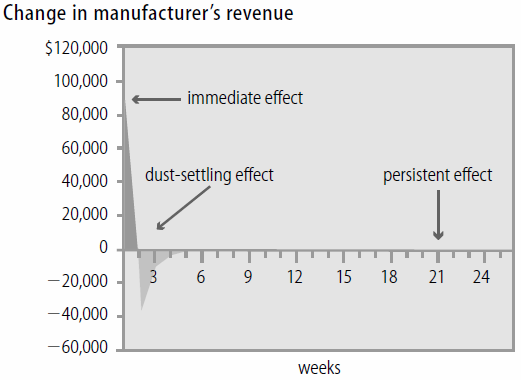 Change in manufacturer's revenue
$120,000
100,000
immediate effect
80,000
60,000
40,000
dust-settling effect
persistent effect
20,000
0
3 6 9 12 15 18 21 24
−20,000
−40,000
−60,000
weeks